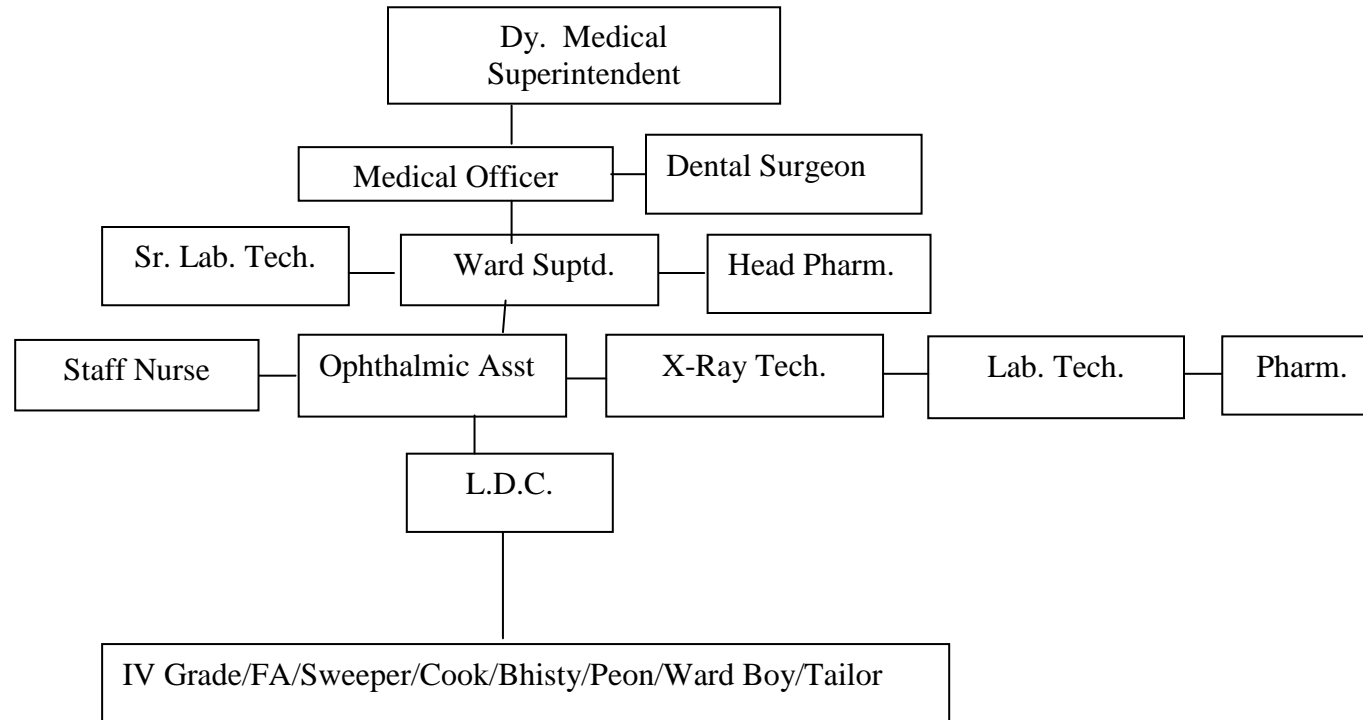 Dy. Medical
Superintendent
Medical Officer
Dental Surgeon
Sr. Lab. Tech.
Ward Suptd.
Head Pharm.
Staff Nurse
Ophthalmic Asst
X-Ray Tech.
Lab. Tech.
Pharm.
L.D.C.
IV Grade/FA/Sweeper/Cook/Bhisty/Peon/Ward Boy/Tailor